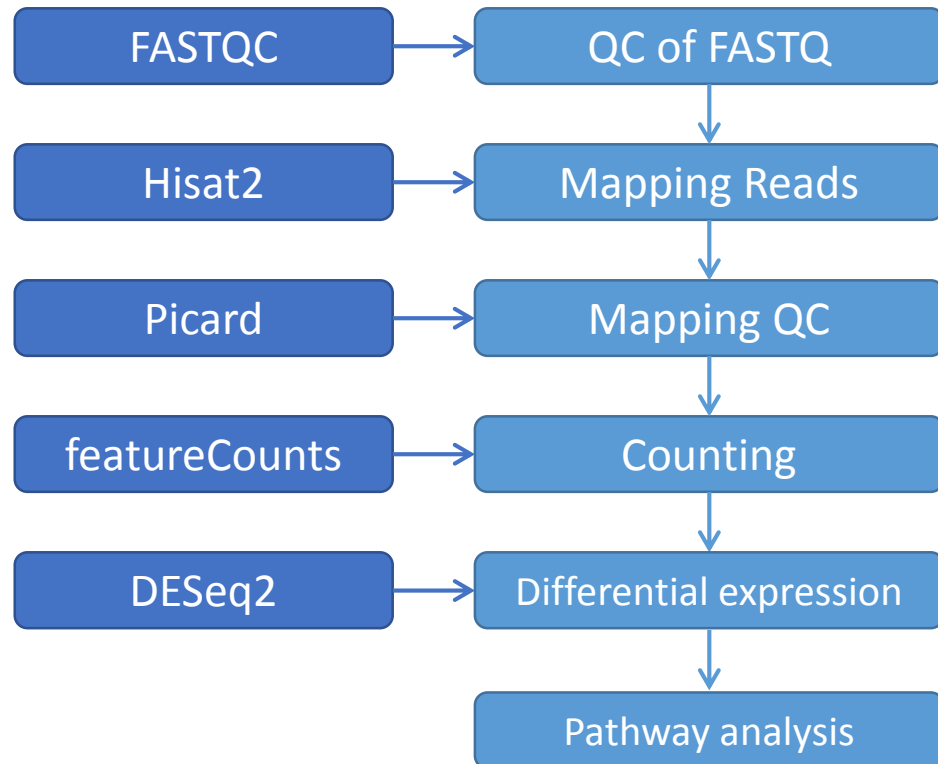 FASTQC
QC of FASTQ
Hisat2
Mapping Reads
Picard
Mapping QC
featureCounts
Counting
DESeq2
Differential expression
Pathway analysis